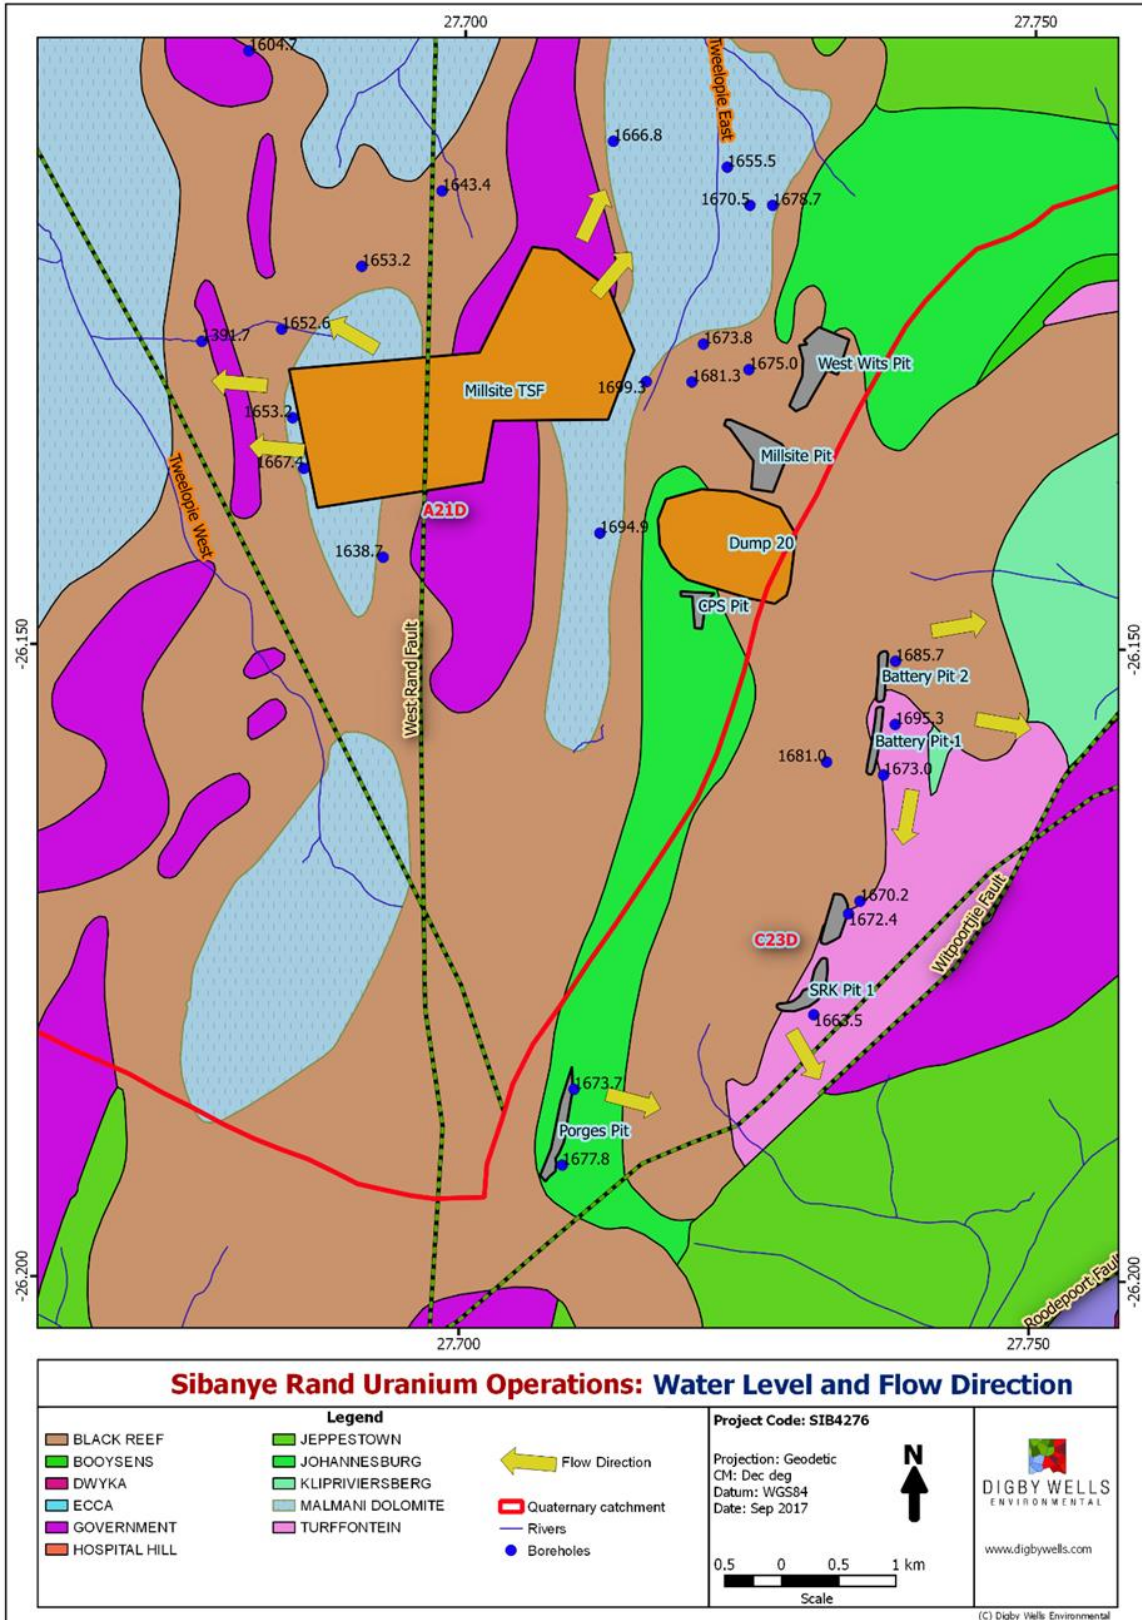 27.700
27.750
1604.7
Tweelopie East
1666.8
1655.5
1643.4
1670.5
1678.7
1653.2
1652.6
1391.7
1673.8
West Wits Pit
1675.0
Millsite TSF
1699.3
1681.3
1653.2
Millsite Pit
1667.4
Tweelopie West
A21D
1694.9
Dump 20
1638.7
CPS Pit
-26.150
-26.150
West Rand Fault
1685.7
Battery Pit 2
1695.3
Battery Pit 1
1681.0
1673.0
1670.2
1672.4
Witpoortjie Fault
C23D
SRK Pit 1
1663.5
1673.7
Porges Pit
1677.8
-26.200
-26.200
Roodepoort Fault
27.700
27.750
Sibanye Rand Uranium Operations: Water Level and Flow Direction
Legend
BLACK REEF
BOOYSENS
DWYKA
ECCA
GOVERNMENT
HOSPITAL HILL
JEPPESTOWN
JOHANNESBURG
KLIPRIVIERSBERG
MALMANI DOLOMITE
TURFFONTEIN
Flow Direction
Quaternary catchment
Rivers
Boreholes
Project Code: SIB4276
Projection: Geodetic
CM: Dec deg
Datum: WGS84
Date: Sep 2017
N
0.5 0 0.5 1 km
Scale
DIGBY WELLS
ENVIRONMENTAL
www.digbywells.com
(C) Digby Wells Environmental